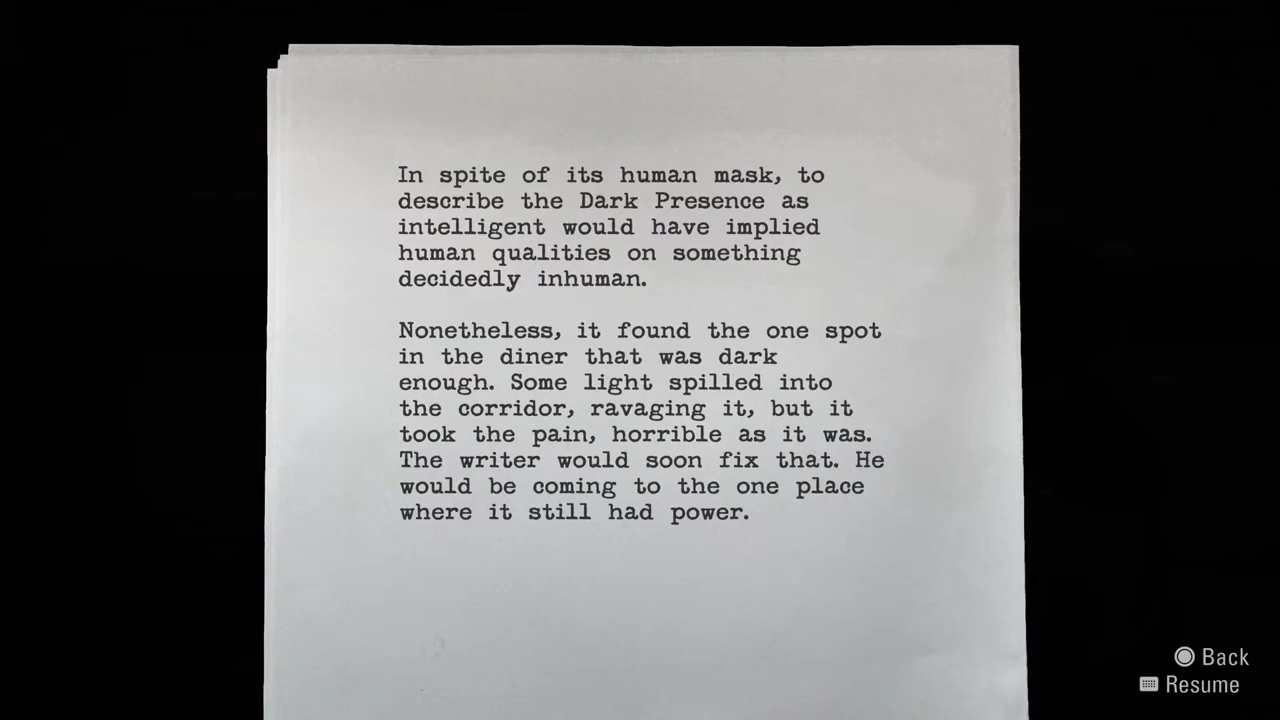 In spite of its human mask, to
describe the Dark Presence as
intelligent would have implied
human qualities on something
decidedly inhuman.
Nonetheless, it found the one spot
in the diner that was dark
enough. Some light spilled into
the corridor, ravaging it, but it
took the pain, horrible as it was.
The writer would soon fix that. He
would be coming to the one place
where it still had power.
Back
Resume